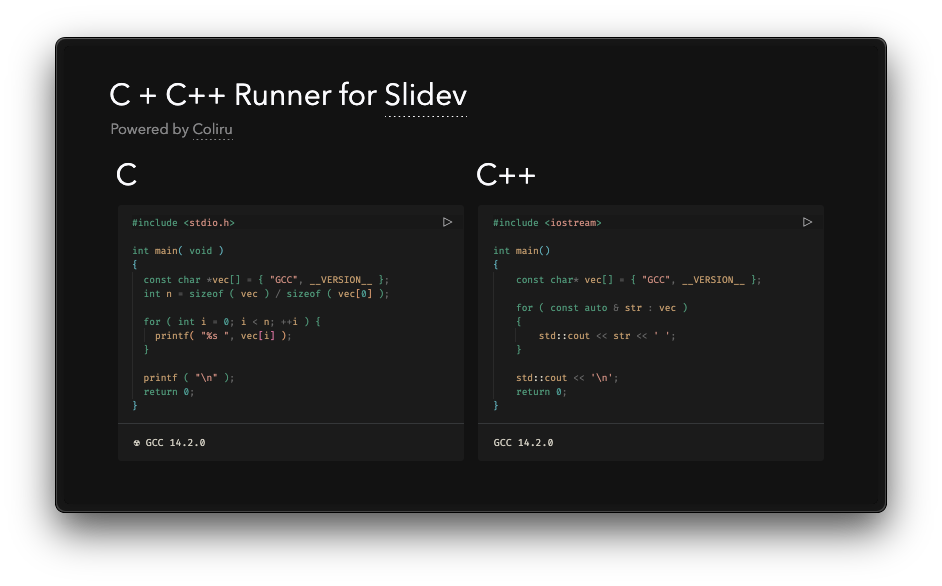 C + C++ Runner for Slidev
Powered by Coliru
C
#include <stdio.h>
int main( void )
{
  const char *vec[] = { "GCC", __VERSION__ };
  int n = sizeof ( vec ) / sizeof ( vec[0] );
  for ( int i = 0; i < n; ++i ) {
    printf( "%s ", vec[i] );
  }
  printf ( "\n" );
  return 0;
}
☢ GCC 14.2.0
C++
#include <iostream>
int main()
{
    const char* vec[] = { "GCC", __VERSION__ };
    for ( const auto & str : vec )
    {
        std::cout << str << ' ';
    }
    std::cout << '\n';
    return 0;
}
GCC 14.2.0